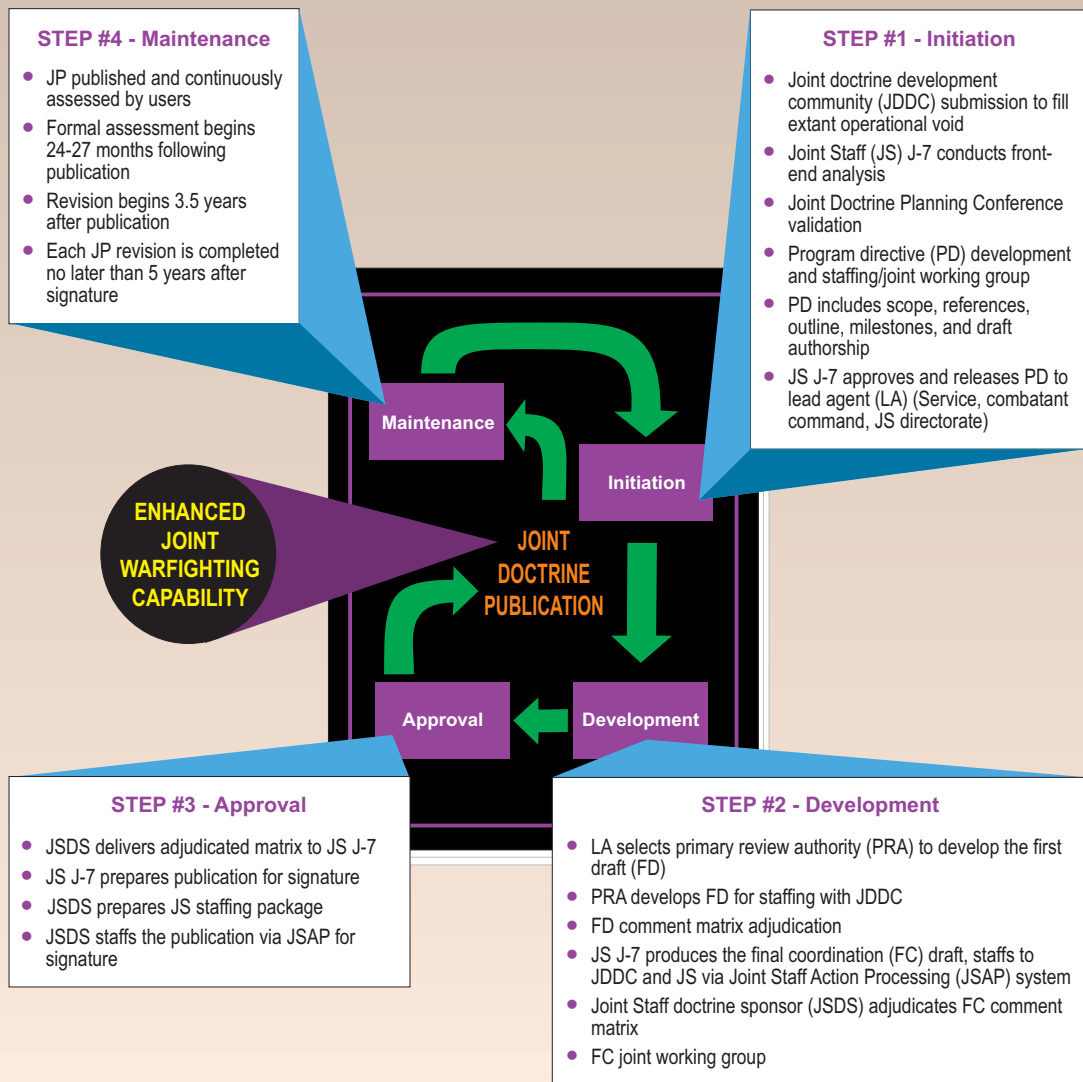 STEP #4 - Maintenance
• JP published and continuously
assessed by users
• Formal assessment begins
24-27 months following
publication
• Revision begins 3.5 years
after publication
• Each JP revision is completed
no later than 5 years after
signature
STEP #1 - Initiation
• Joint doctrine development
community (JDDC) submission to fill
extant operational void
• Joint Staff (JS) J-7 conducts front-
end analysis
• Joint Doctrine Planning Conference
validation
• Program directive (PD) development
and staffing/joint working group
• PD includes scope, references,
outline, milestones, and draft
authorship
• JS J-7 approves and releases PD to
lead agent (LA) (Service, combatant
command, JS directorate)
Maintenance
Initiation
ENHANCED
JOINT
WARFIGHTING
CAPABILITY
JOINT
DOCTRINE
PUBLICATION
Approval
Development
STEP #3 - Approval
• JSDS delivers adjudicated matrix to JS J-7
• JS J-7 prepares publication for signature
• JSDS prepares JS staffing package
• JSDS staffs the publication via JSAP for
signature
STEP #2 - Development
• LA selects primary review authority (PRA) to develop the first
draft (FD)
• PRA develops FD for staffing with JDDC
• FD comment matrix adjudication
• JS J-7 produces the final coordination (FC) draft, staffs to
JDDC and JS via Joint Staff Action Processing (JSAP) system
• Joint Staff doctrine sponsor (JSDS) adjudicates FC comment
matrix
• FC joint working group